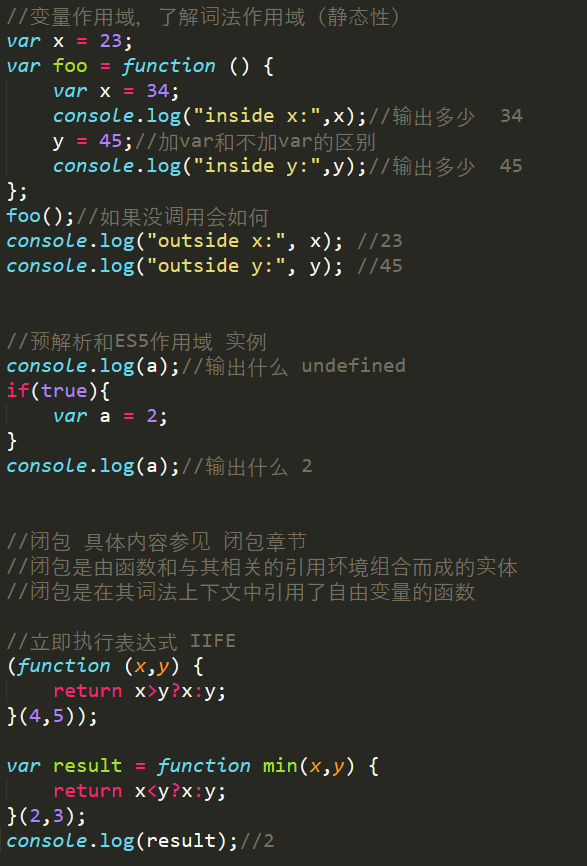 //变量作用域，了解词法作用域（静态性）
var x = 23;
var foo = function () {
    var x = 34;
    console.log("inside x:",x);//输出多少  34
    y = 45;//加var和不加var的区别
    console.log("inside y:",y);//输出多少  45
};
foo();//如果没调用会如何
console.log("outside x:", x); //23
console.log("outside y:", y); //45
//预解析和ES5作用域 实例
console.log(a);//输出什么 undefined
if(true){
    var a = 2;
}
console.log(a);//输出什么 2
//闭包 具体内容参见 闭包章节
//闭包是由函数和与其相关的引用环境组合而成的实体
//闭包是在其词法上下文中引用了自由变量的函数
//立即执行表达式 IIFE
(function (x,y) {
    return x>y?x:y;
}(4,5));
var result = function min(x,y) {
    return x<y?x:y;
}(2,3);
console.log(result);//2